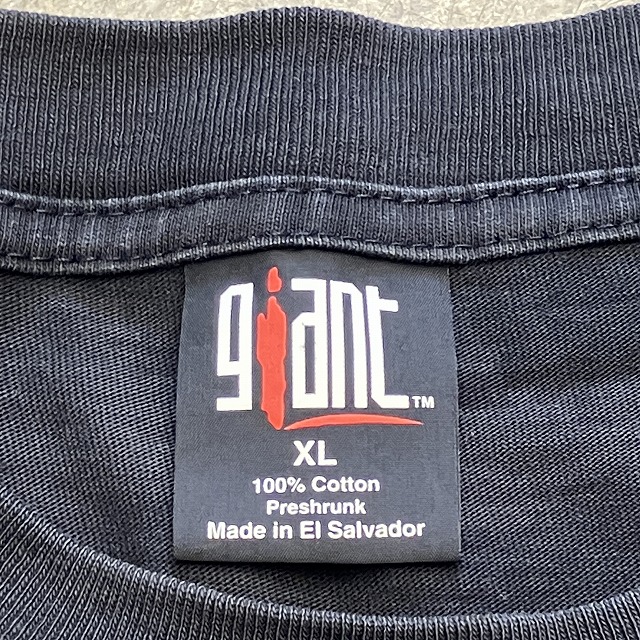 giant™
XL
100% Cotton
Preshrunk
Made in El Salvador